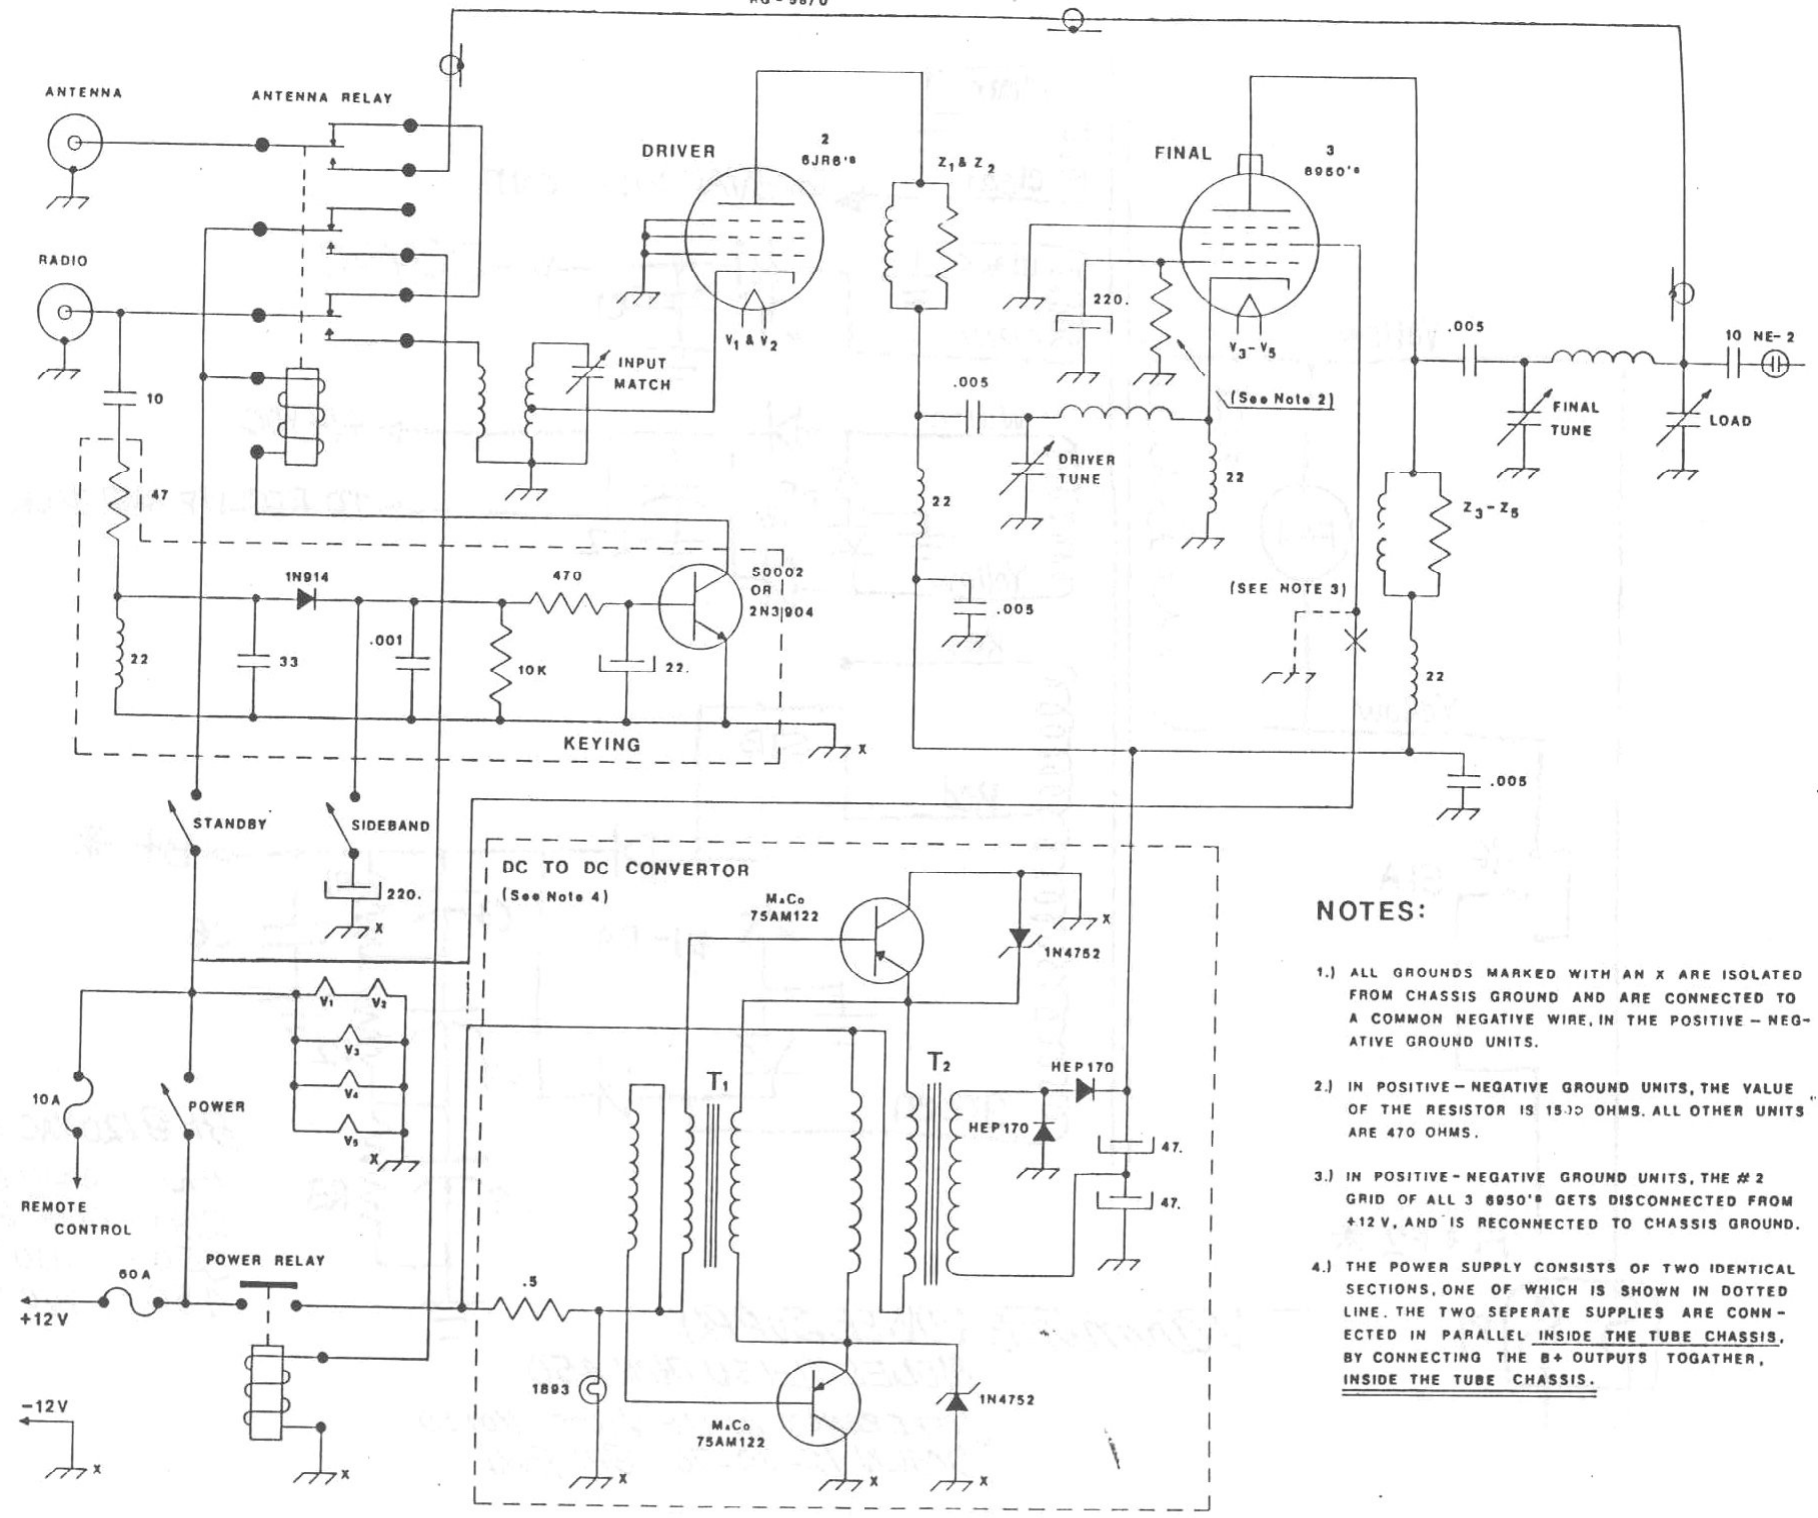 RG-58/U
ANTENNA
ANTENNA RELAY
DRIVER
2
6JR6's
Z1 & Z2
FINAL
3
8950's
RADIO
V1 & V2
INPUT
MATCH
220.
V3-V5
(See Note 2)
.005
10 NE-2
.005
FINAL
TUNE
LOAD
10
47
DRIVER
TUNE
22
22
Z3-Z5
1N914
470
S0002
OR
2N3904
(SEE NOTE 3)
.005
22
33
.001
10K
22.
22
KEYING
X
.005
STANDBY
SIDEBAND
220.
X
DC TO DC CONVERTOR
(See Note 4)
MaCo
75AM122
X
1N4752
NOTES:
1.) ALL GROUNDS MARKED WITH AN X ARE ISOLATED
FROM CHASSIS GROUND AND ARE CONNECTED TO
A COMMON NEGATIVE WIRE, IN THE POSITIVE-NEG-
ATIVE GROUND UNITS.
2.) IN POSITIVE-NEGATIVE GROUND UNITS, THE VALUE
OF THE RESISTOR IS 1500 OHMS. ALL OTHER UNITS
ARE 470 OHMS.
3.) IN POSITIVE-NEGATIVE GROUND UNITS, THE #2
GRID OF ALL 3 8950's GETS DISCONNECTED FROM
+12 V, AND IS RECONNECTED TO CHASSIS GROUND.
4.) THE POWER SUPPLY CONSISTS OF TWO IDENTICAL
SECTIONS, ONE OF WHICH IS SHOWN IN DOTTED
LINE. THE TWO SEPERATE SUPPLIES ARE CONN-
ECTED IN PARALLEL INSIDE THE TUBE CHASSIS,
BY CONNECTING THE B+ OUTPUTS TOGATHER,
INSIDE THE TUBE CHASSIS.
V1
V2
V3
V4
V5
X
10A
POWER
T1
T2
HEP170
HEP170
47.
47.
REMOTE
CONTROL
POWER RELAY
60A
+12V
.5
1893
-12V
X
X
X
MaCo
75AM122
X
1N4752
X